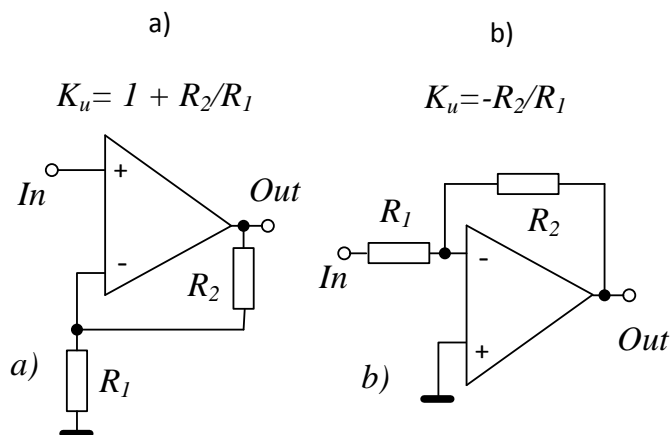 a)
b)
K_u= 1 + R_2/R_1
K_u=-R_2/R_1
In
+
-
Out
R_2
R_1
a)
In
R_1
R_2
-
+
Out
b)